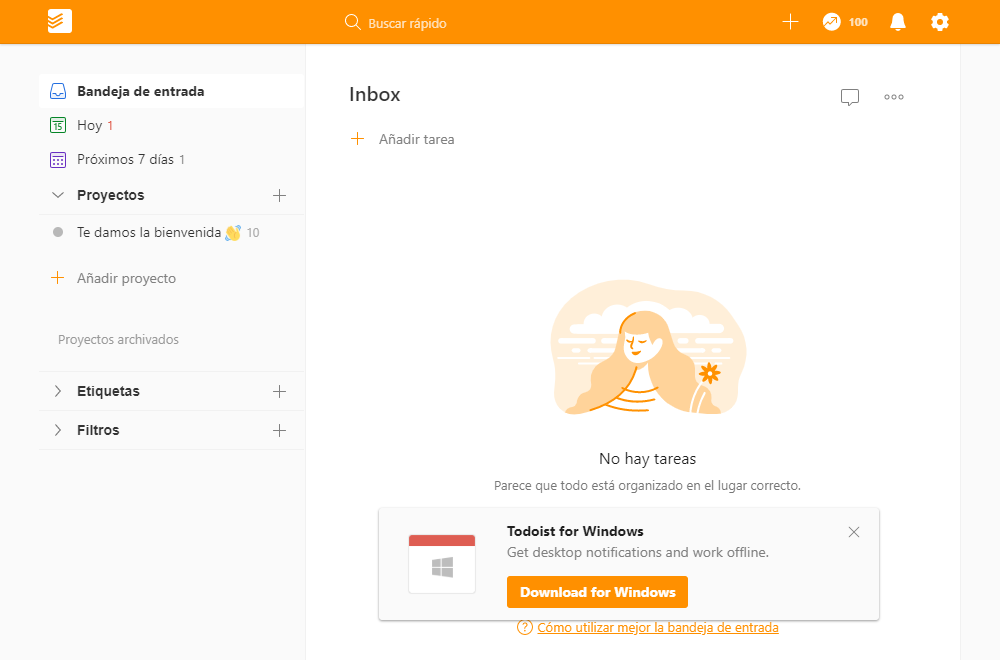 Buscar rápido
100
Bandeja de entrada
15
Hoy 1
Próximos 7 días 1
Proyectos
Te damos la bienvenida 10
Añadir proyecto
Proyectos archivados
Etiquetas
Filtros
Inbox
Añadir tarea
No hay tareas
Parece que todo está organizado en el lugar correcto.
Todoist for Windows
Get desktop notifications and work offline.
Download for Windows
? Cómo utilizar mejor la bandeja de entrada